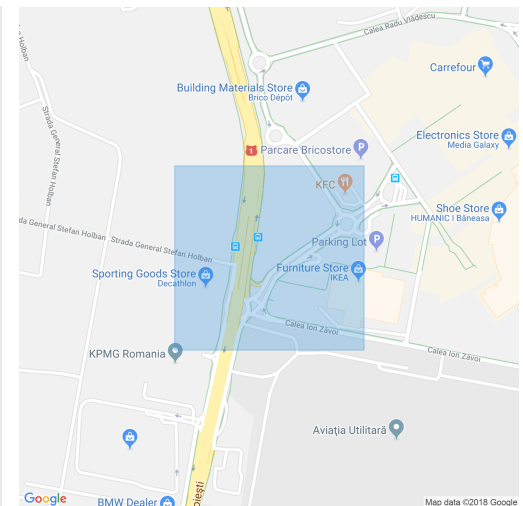 Calea Radu Vlădescu
Carrefour
Building Materials Store
Brico Dépôt
Strada General Stefan Holban
Electronics Store
Media Galaxy
1
Parcare Bricostore P
KFC
Shoe Store
HUMANIC | Băneasa
da General Stefan Holban
Strada General Stefan Holban
Parking Lot P
Sporting Goods Store
Decathlon
Furniture Store
IKEA
Calea Ion Zăvoi
KPMG Romania
Calea Ion Zăvoi
Aviația Utilitară
oiești
Google
BMW Dealer
Map data ©2018 Google